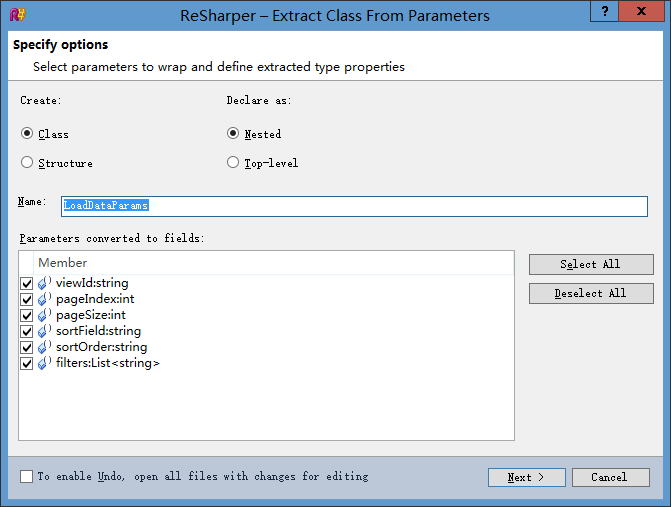 ReSharper – Extract Class From Parameters
Specify options
Select parameters to wrap and define extracted type properties
Create: Declare as:
Class Nested
Structure Top-level
Name: LoadDataParams
Parameters converted to fields:
Member
Select All
viewId:string
pageIndex:int
Deselect All
pageSize:int
sortField:string
sortOrder:string
filters:List<string>
To enable Undo, open all files with changes for editing
Next > Cancel